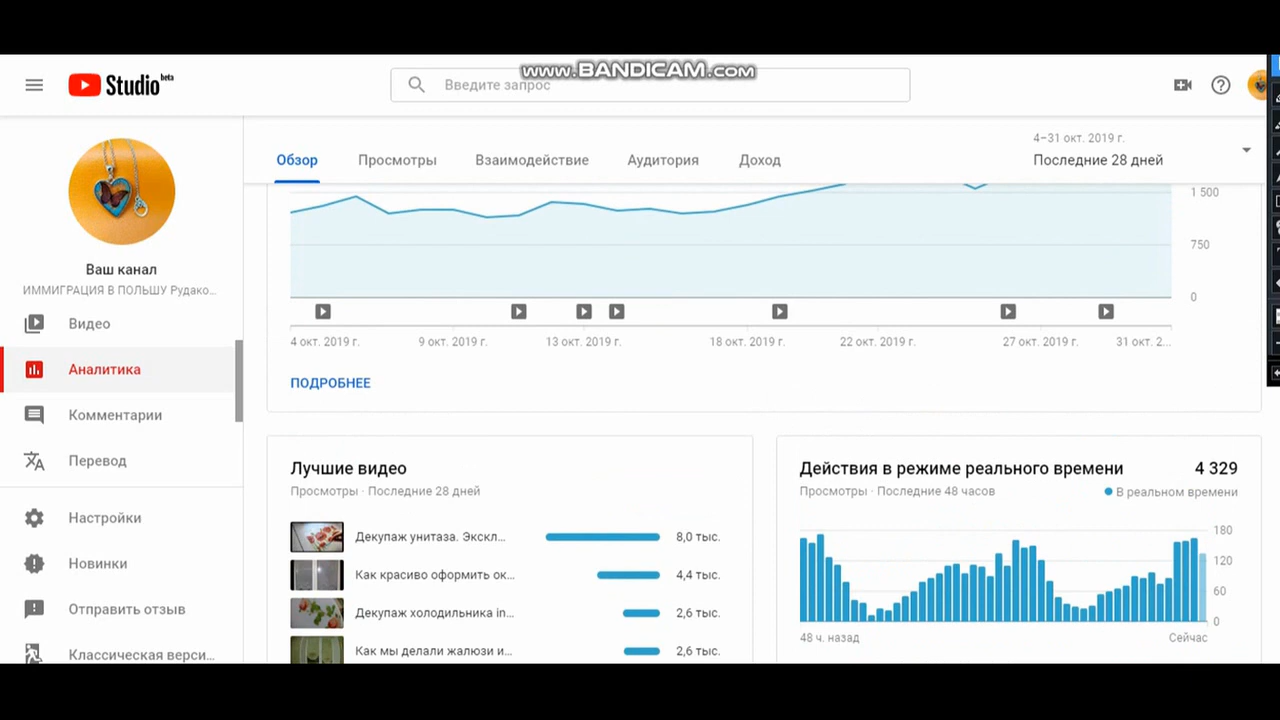 www.BANDICAM.com
Studio beta
Введите запрос
Ваш канал
ИММИГРАЦИЯ В ПОЛЬШУ Рудако...
Видео
Аналитика
Комментарии
Перевод
Настройки
Новинки
Отправить отзыв
Классическая верси...
Обзор
Просмотры
Взаимодействие
Аудитория
Доход
4–31 окт. 2019 г.
Последние 28 дней
1 500
750
0
4 окт. 2019 г.
9 окт. 2019 г.
13 окт. 2019 г.
18 окт. 2019 г.
22 окт. 2019 г.
27 окт. 2019 г.
31 окт. 2...
ПОДРОБНЕЕ
Лучшие видео
Просмотры · Последние 28 дней
Декупаж унитаза. Экскл... 8,0 тыс.
Как красиво оформить ок... 4,4 тыс.
Декупаж холодильника in... 2,6 тыс.
Как мы делали жалюзи и... 2,6 тыс.
Действия в режиме реального времени 4 329
Просмотры · Последние 48 часов
В реальном времени
180
120
60
0
48 ч. назад
Сейчас